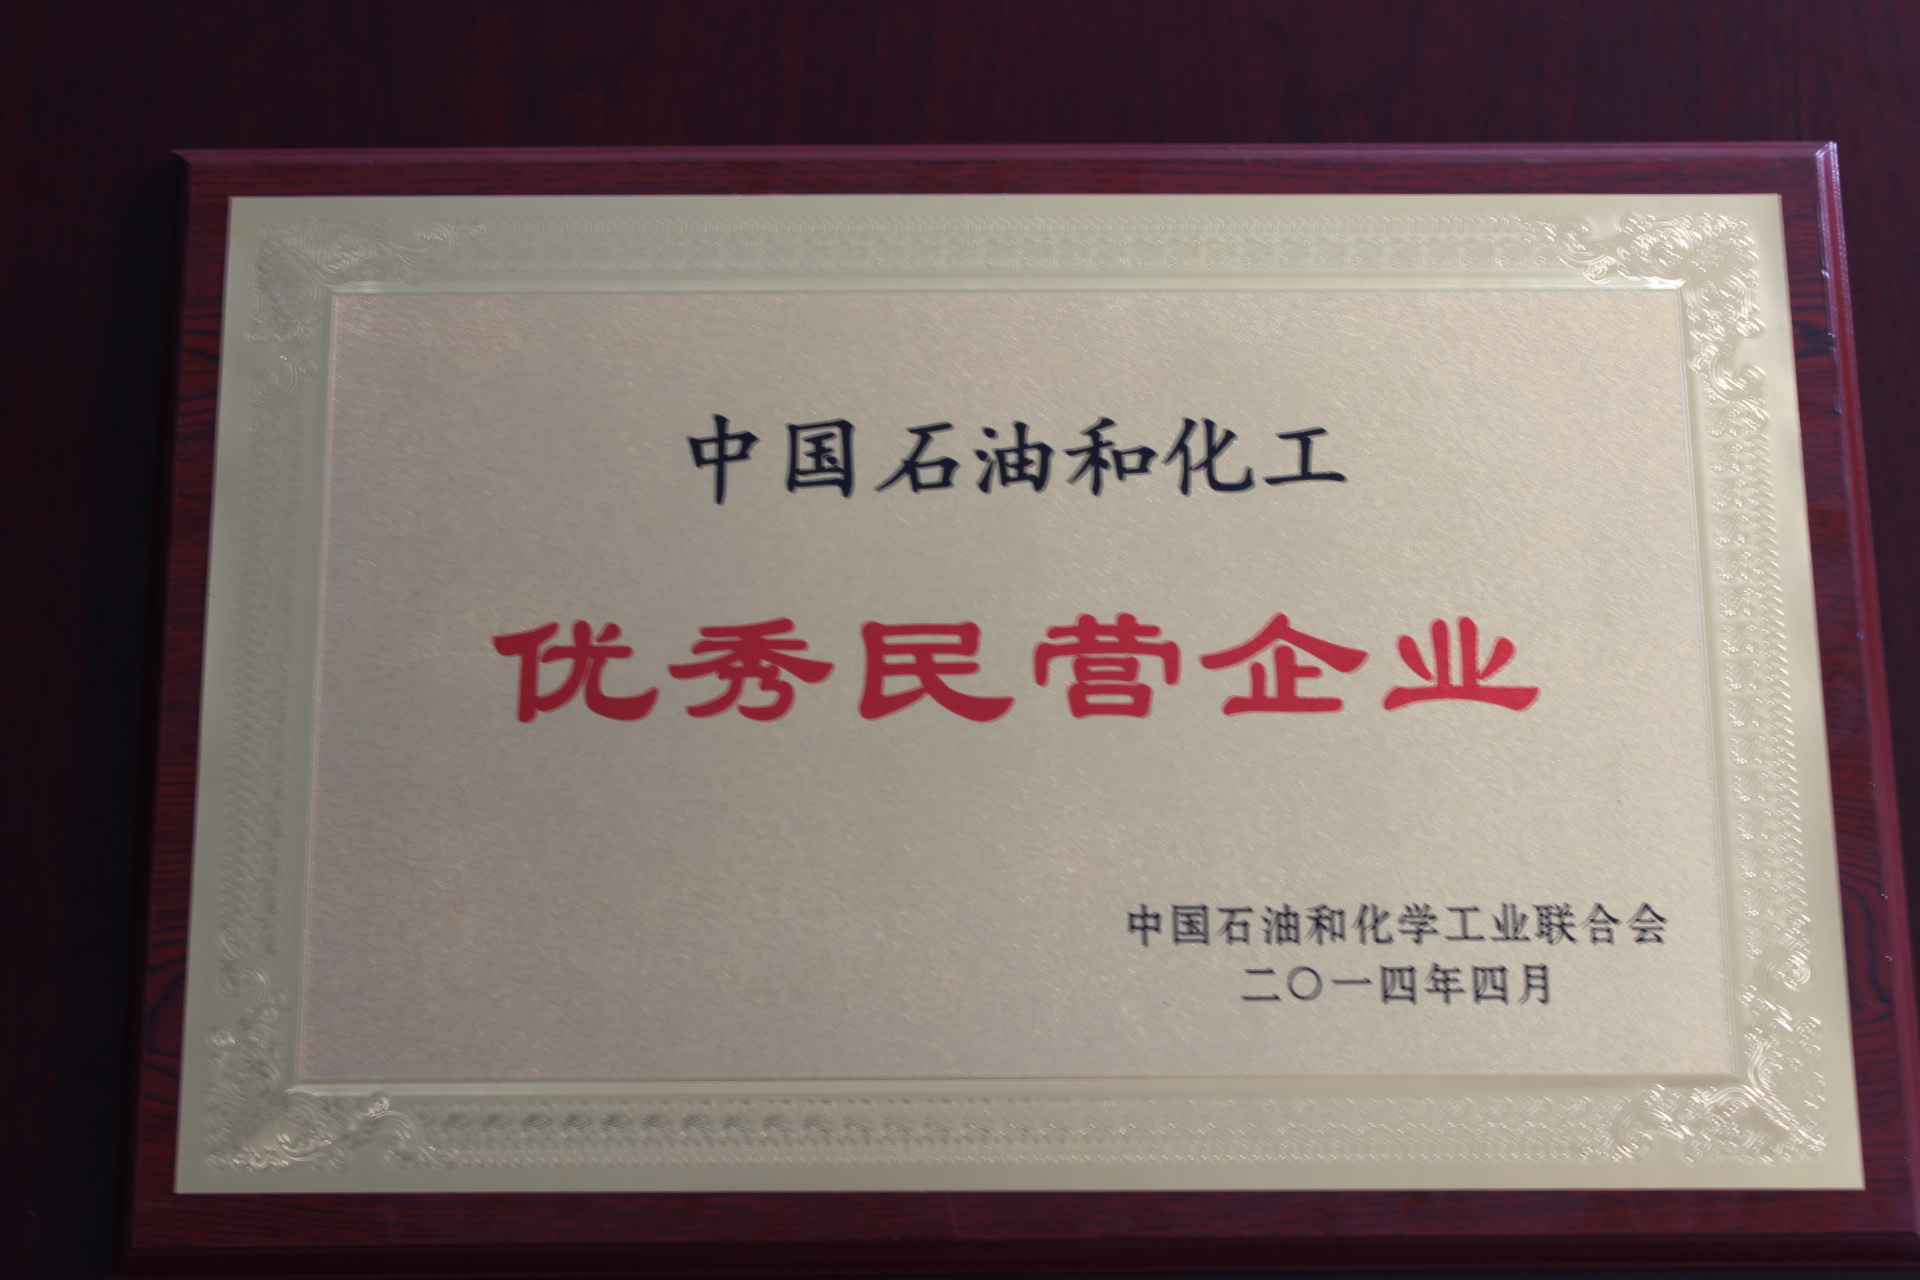 中国石油和化工
优秀民营企业
中国石油和化学工业联合会
二〇一四年四月